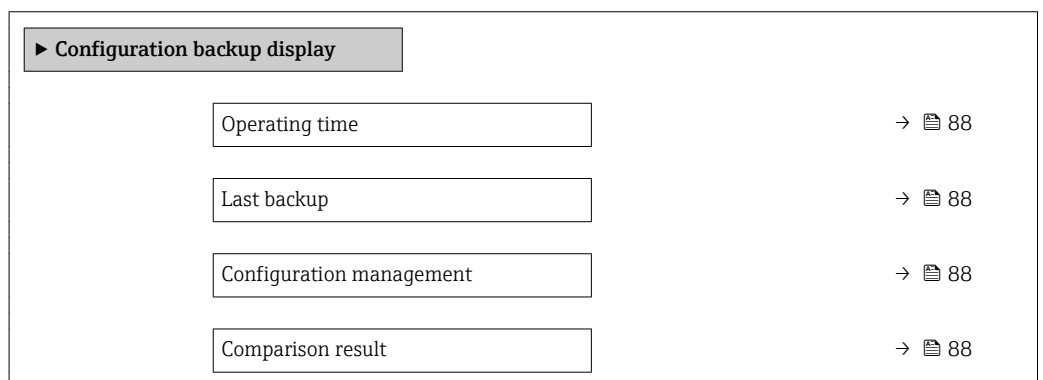 ► Configuration backup display
Operating time → 88
Last backup → 88
Configuration management → 88
Comparison result → 88